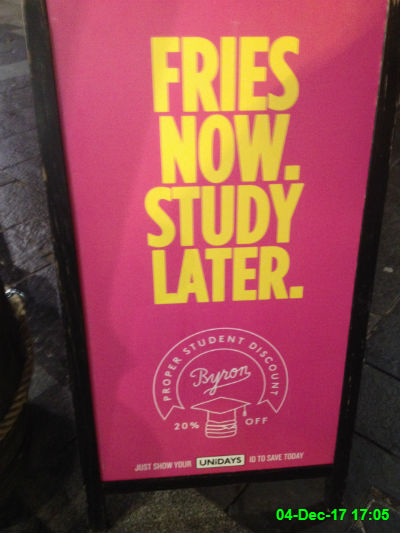 FRIES
NOW.
STUDY
LATER.
PROPER STUDENT DISCOUNT
Byron
20% OFF
JUST SHOW YOUR UNiDAYS ID TO SAVE TODAY
04-Dec-17 17:05